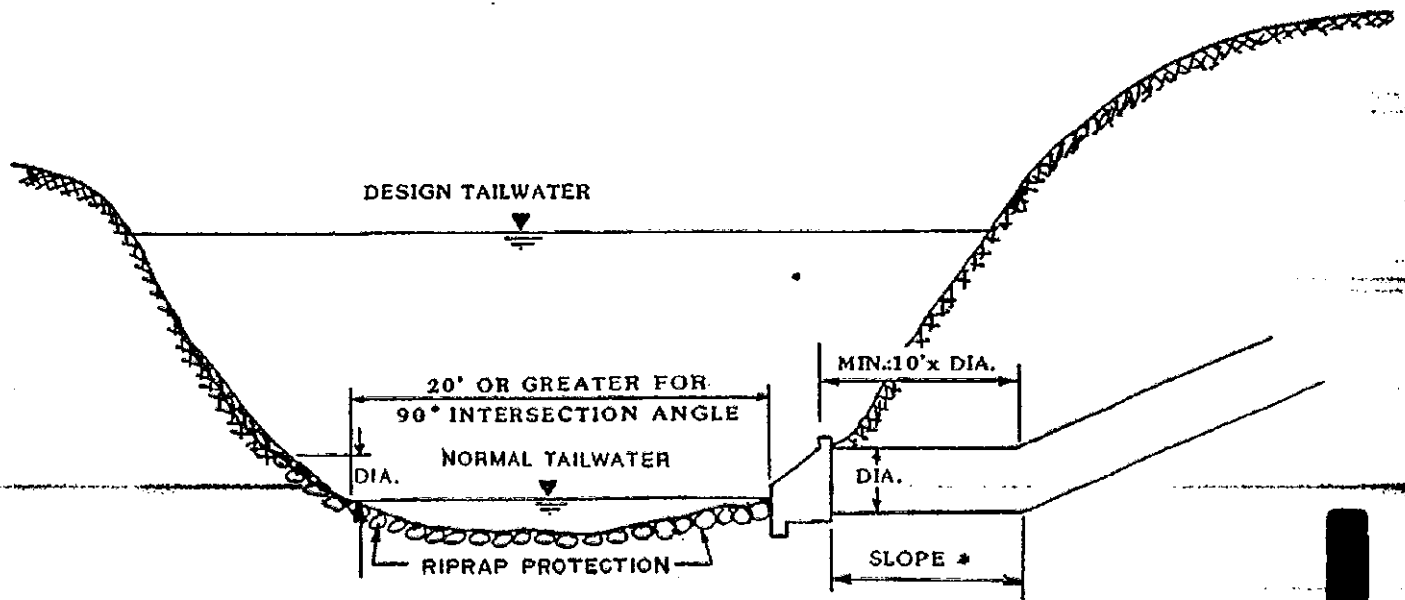 DESIGN TAILWATER
MIN.:10'x DIA.
20' OR GREATER FOR
90° INTERSECTION ANGLE
NORMAL TAILWATER
DIA.
DIA.
RIPRAP PROTECTION
SLOPE *